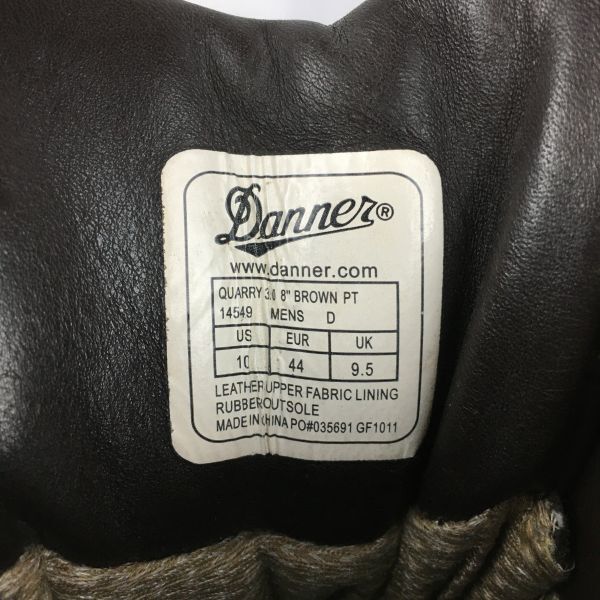 Danner®
www.danner.com
QUARRY 3.0 8" BROWN PT
14549 MENS D
US EUR UK
10 44 9.5
LEATHER UPPER FABRIC LINING
RUBBER OUTSOLE
MADE IN CHINA PO#035691 GF1011